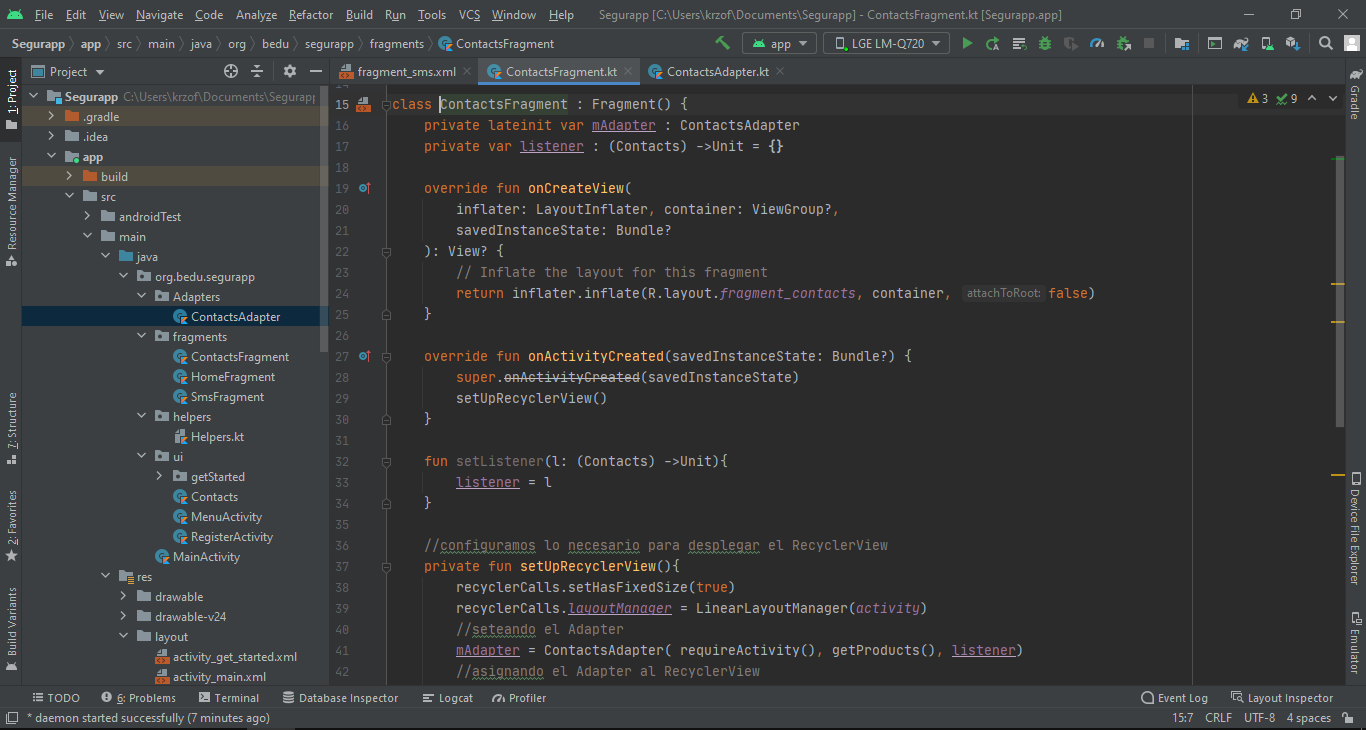 File Edit View Navigate Code Analyze Refactor Build Run Tools VCS Window Help Segurapp [C:\Users\krzof\Documents\Segurapp] - ContactsFragment.kt [Segurapp.app]
Segurapp app src main java org bedu segurapp fragments ContactsFragment app LGE LM-Q720
Project fragment_sms.xml ContactsFragment.kt ContactsAdapter.kt
1: Project
Resource Manager
7: Structure
2: Favorites
Build Variants
Segurapp C:\Users\krzof\Documents\Segurapp
.gradle
.idea
app
build
src
androidTest
main
java
org.bedu.segurapp
Adapters
ContactsAdapter
fragments
ContactsFragment
HomeFragment
SmsFragment
helpers
Helpers.kt
ui
getStarted
Contacts
MenuActivity
RegisterActivity
MainActivity
res
drawable
drawable-v24
layout
activity_get_started.xml
activity_main.xml
3 9
15 class ContactsFragment : Fragment() {
16 private lateinit var mAdapter : ContactsAdapter
17 private var listener : (Contacts) ->Unit = {}
18
19 override fun onCreateView(
20 inflater: LayoutInflater, container: ViewGroup?,
21 savedInstanceState: Bundle?
22 ): View? {
23 // Inflate the layout for this fragment
24 return inflater.inflate(R.layout.fragment_contacts, container, attachToRoot: false)
25 }
26
27 override fun onActivityCreated(savedInstanceState: Bundle?) {
28 super.onActivityCreated(savedInstanceState)
29 setUpRecyclerView()
30 }
31
32 fun setListener(l: (Contacts) ->Unit){
33 listener = l
34 }
35
36 //configuramos lo necesario para desplegar el RecyclerView
37 private fun setUpRecyclerView(){
38 recyclerCalls.setHasFixedSize(true)
39 recyclerCalls.layoutManager = LinearLayoutManager(activity)
40 //seteando el Adapter
41 mAdapter = ContactsAdapter( requireActivity(), getProducts(), listener)
42 //asignando el Adapter al RecyclerView
Gradle
Device File Explorer
Emulator
TODO 6: Problems Terminal Database Inspector Logcat Profiler Event Log Layout Inspector
* daemon started successfully (7 minutes ago) 15:7 CRLF UTF-8 4 spaces